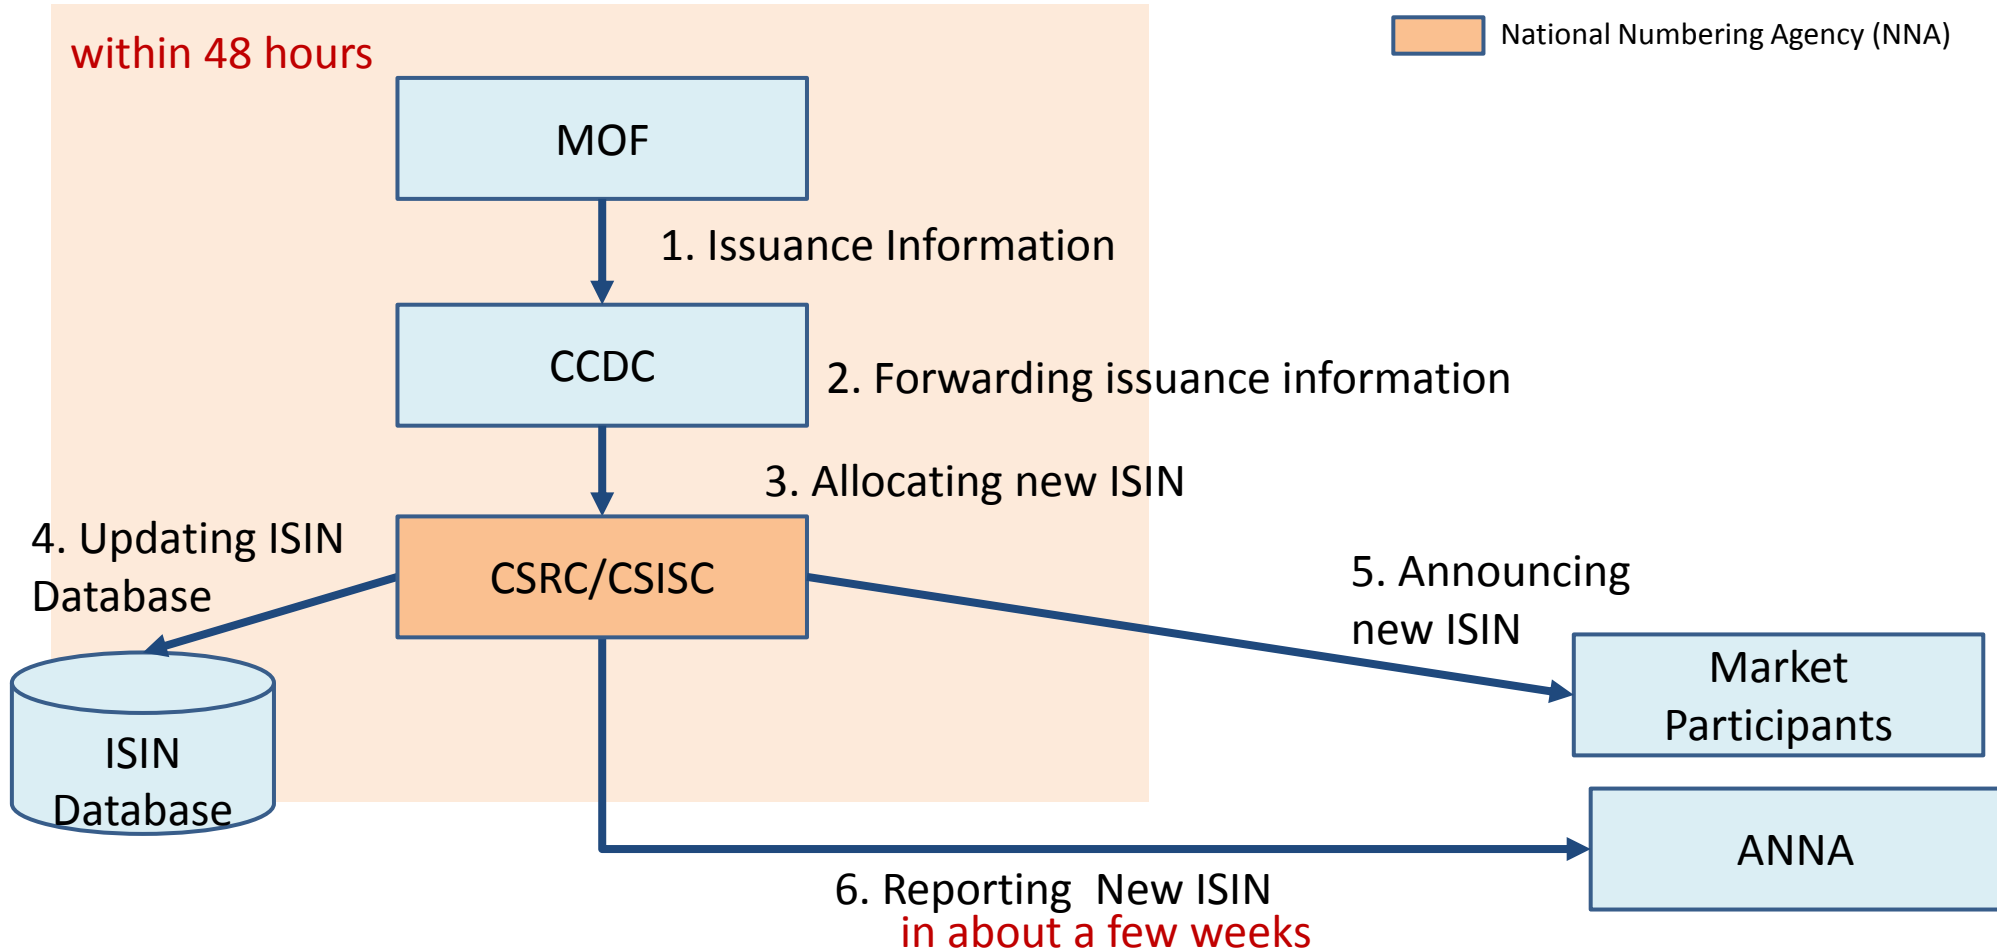 within 48 hours
National Numbering Agency (NNA)
MOF
1. Issuance Information
CCDC
2. Forwarding issuance information
3. Allocating new ISIN
4. Updating ISIN
Database
CSRC/CSISC
5. Announcing
new ISIN
Market
Participants
ISIN
Database
ANNA
6. Reporting  New ISIN
in about a few weeks